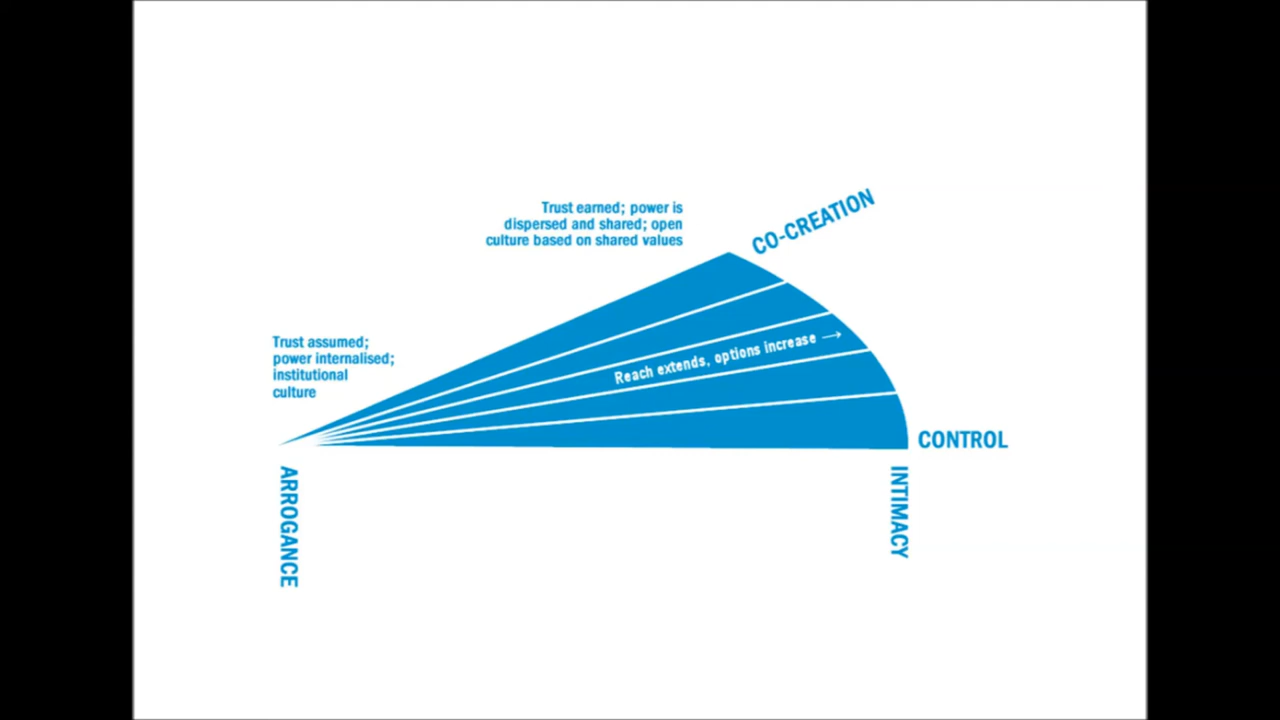 Trust earned; power is
dispersed and shared; open
culture based on shared values
CO-CREATION
Trust assumed;
power internalised;
institutional
culture
Reach extends, options increase →
CONTROL
ARROGANCE
INTIMACY